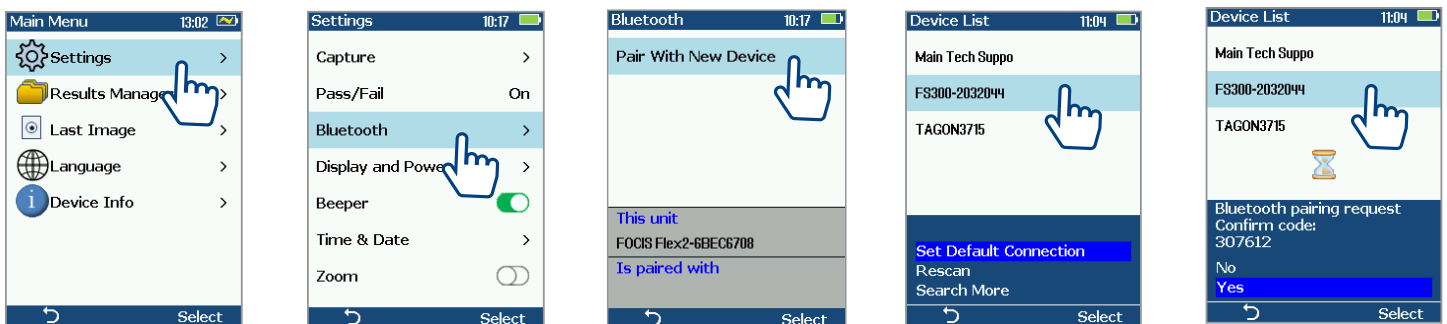 Main Menu 13:02
Settings >
Results Manage >
Last Image >
Language >
Device Info >
Select
Settings 10:17
Capture >
Pass/Fail On
Bluetooth >
Display and Powe >
Beeper
Time & Date >
Zoom
Select
Bluetooth 10:17
Pair With New Device
This unit
FOCIS Flex2-6BEC6708
Is paired with
Select
Device List 11:04
Main Tech Suppo
FS300-2032044
TAGON3715
Set Default Connection
Rescan
Search More
Select
Device List 11:04
Main Tech Suppo
FS300-2032044
TAGON3715
Bluetooth pairing request
Confirm code:
307612
No
Yes
Select